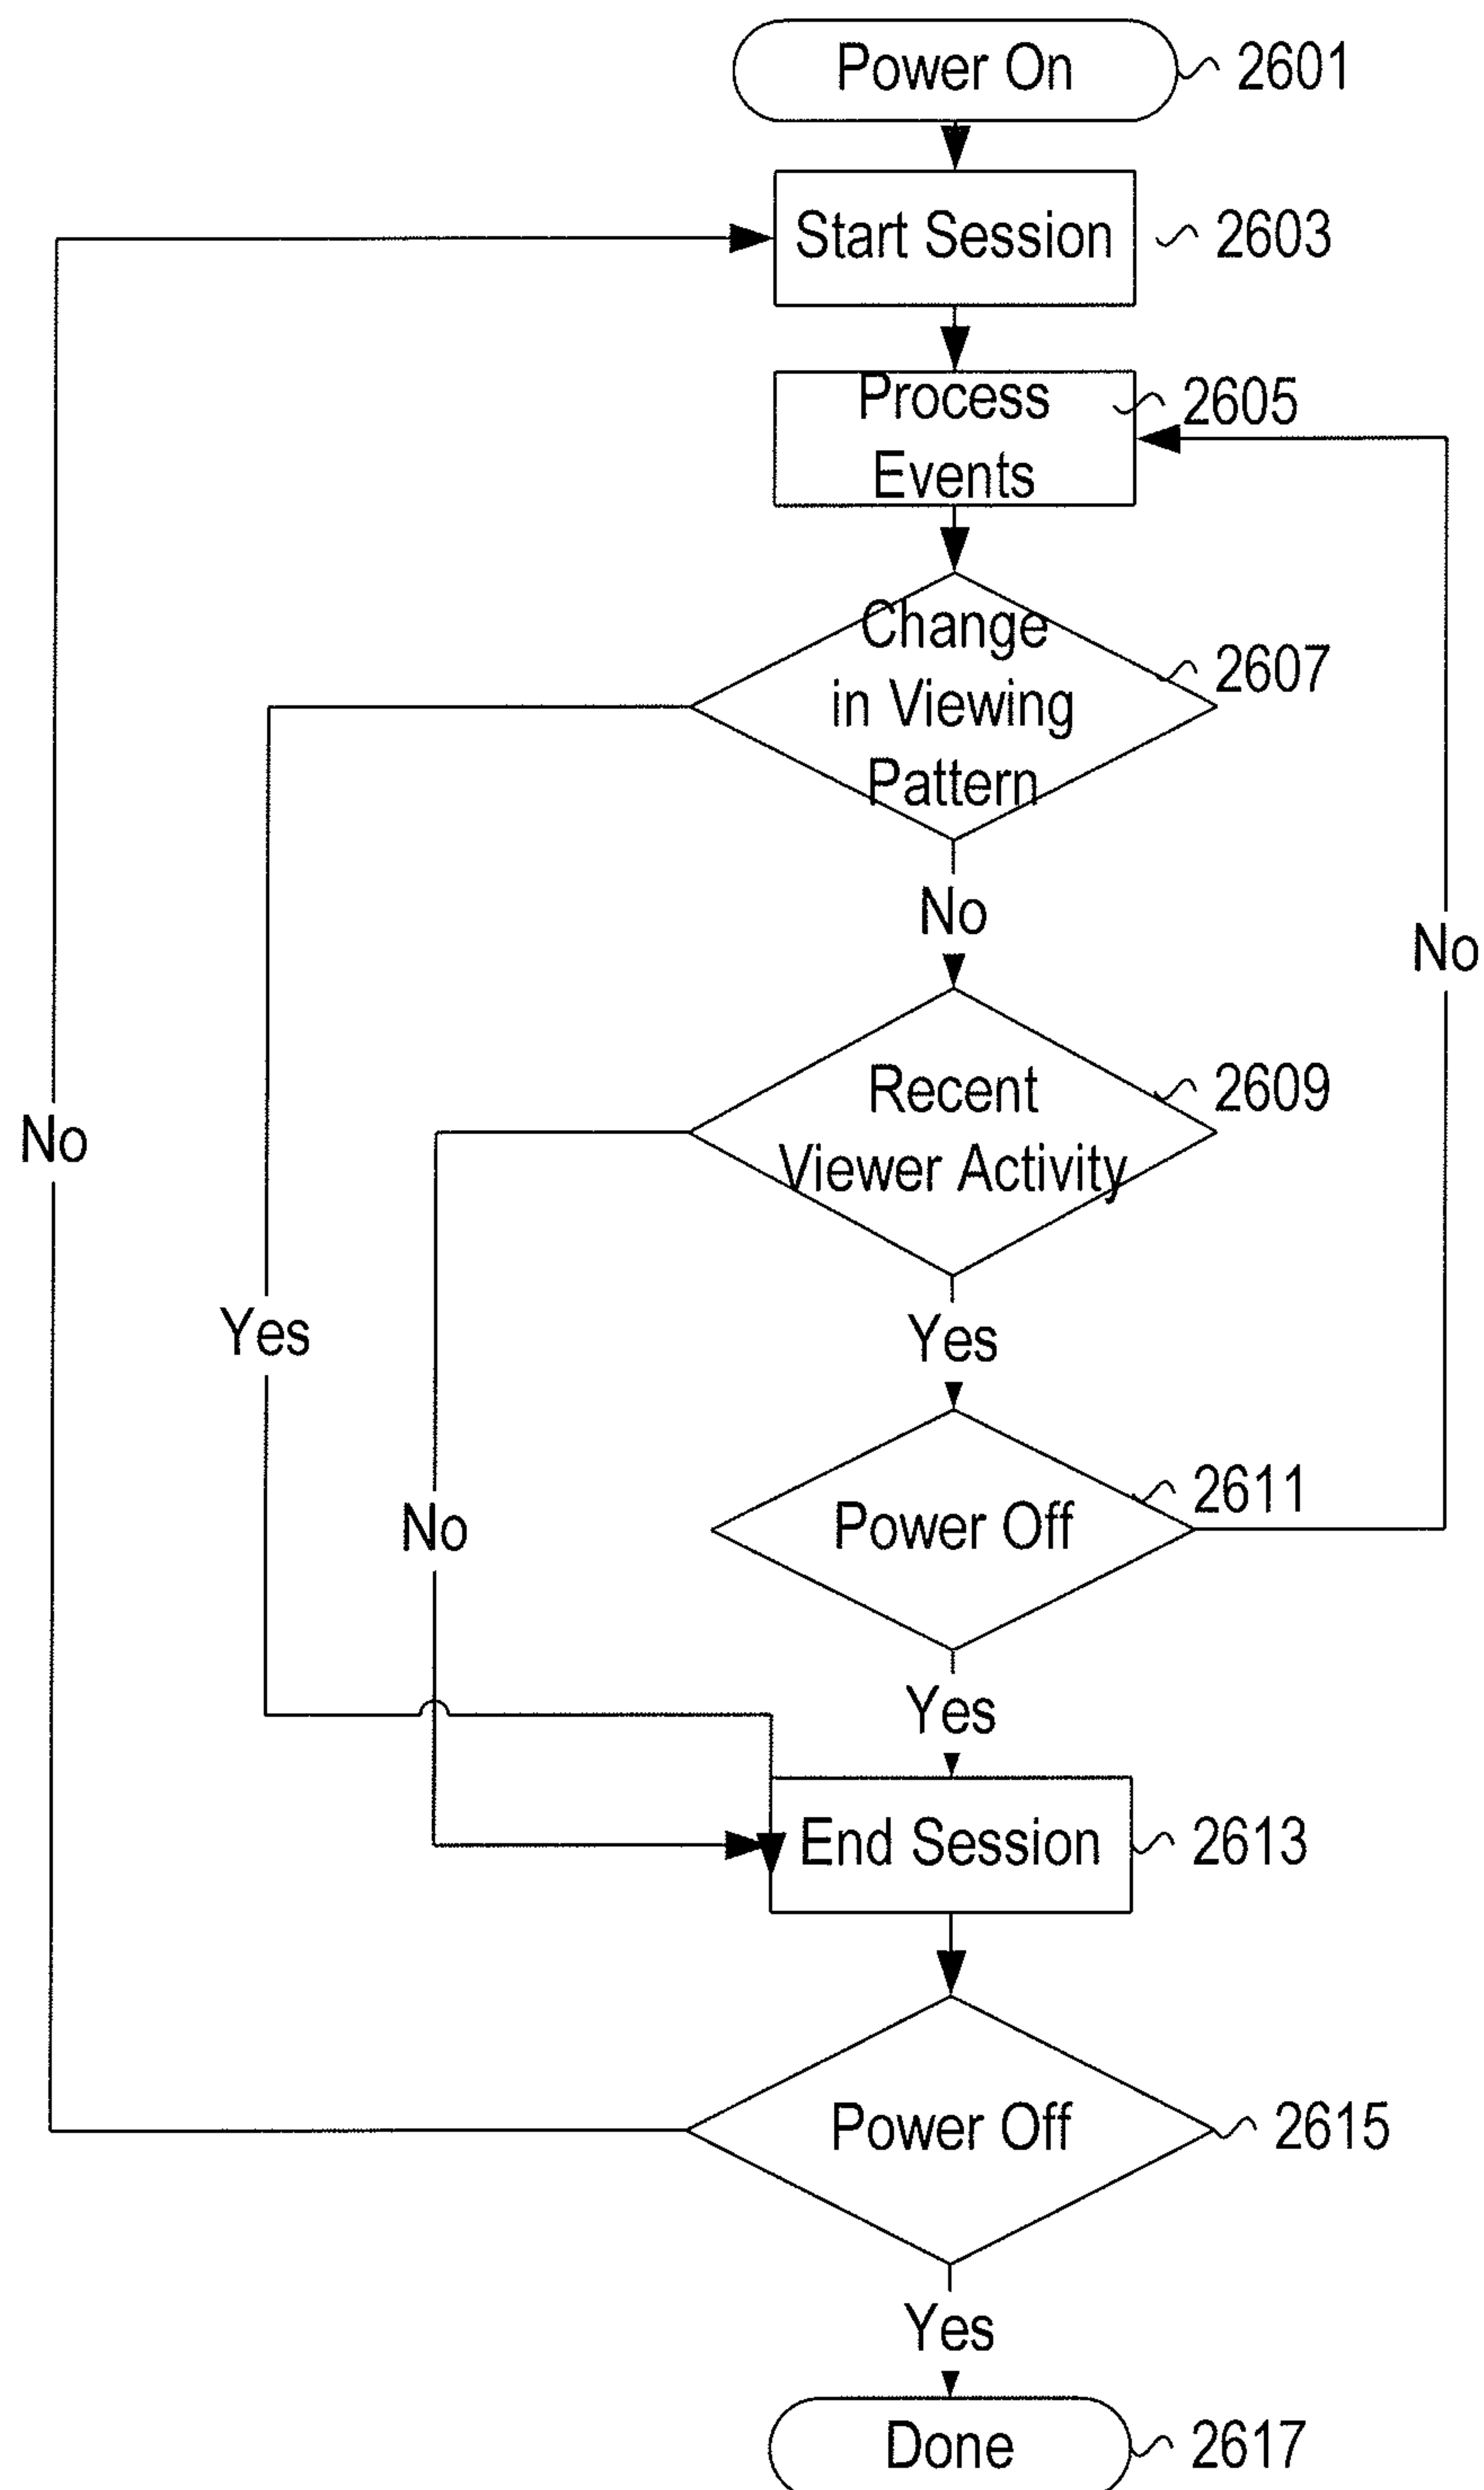 Power On
2601
Start Session
2603
Process
Events
2605
Change
in Viewing
Pattern
2607
No
No
Recent
Viewer Activity
2609
No
Yes
Yes
Power Off
2611
No
Yes
End Session
2613
Power Off
2615
Yes
Done
2617